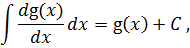 ∫ dg(x)/dx dx = g(x) + C ,